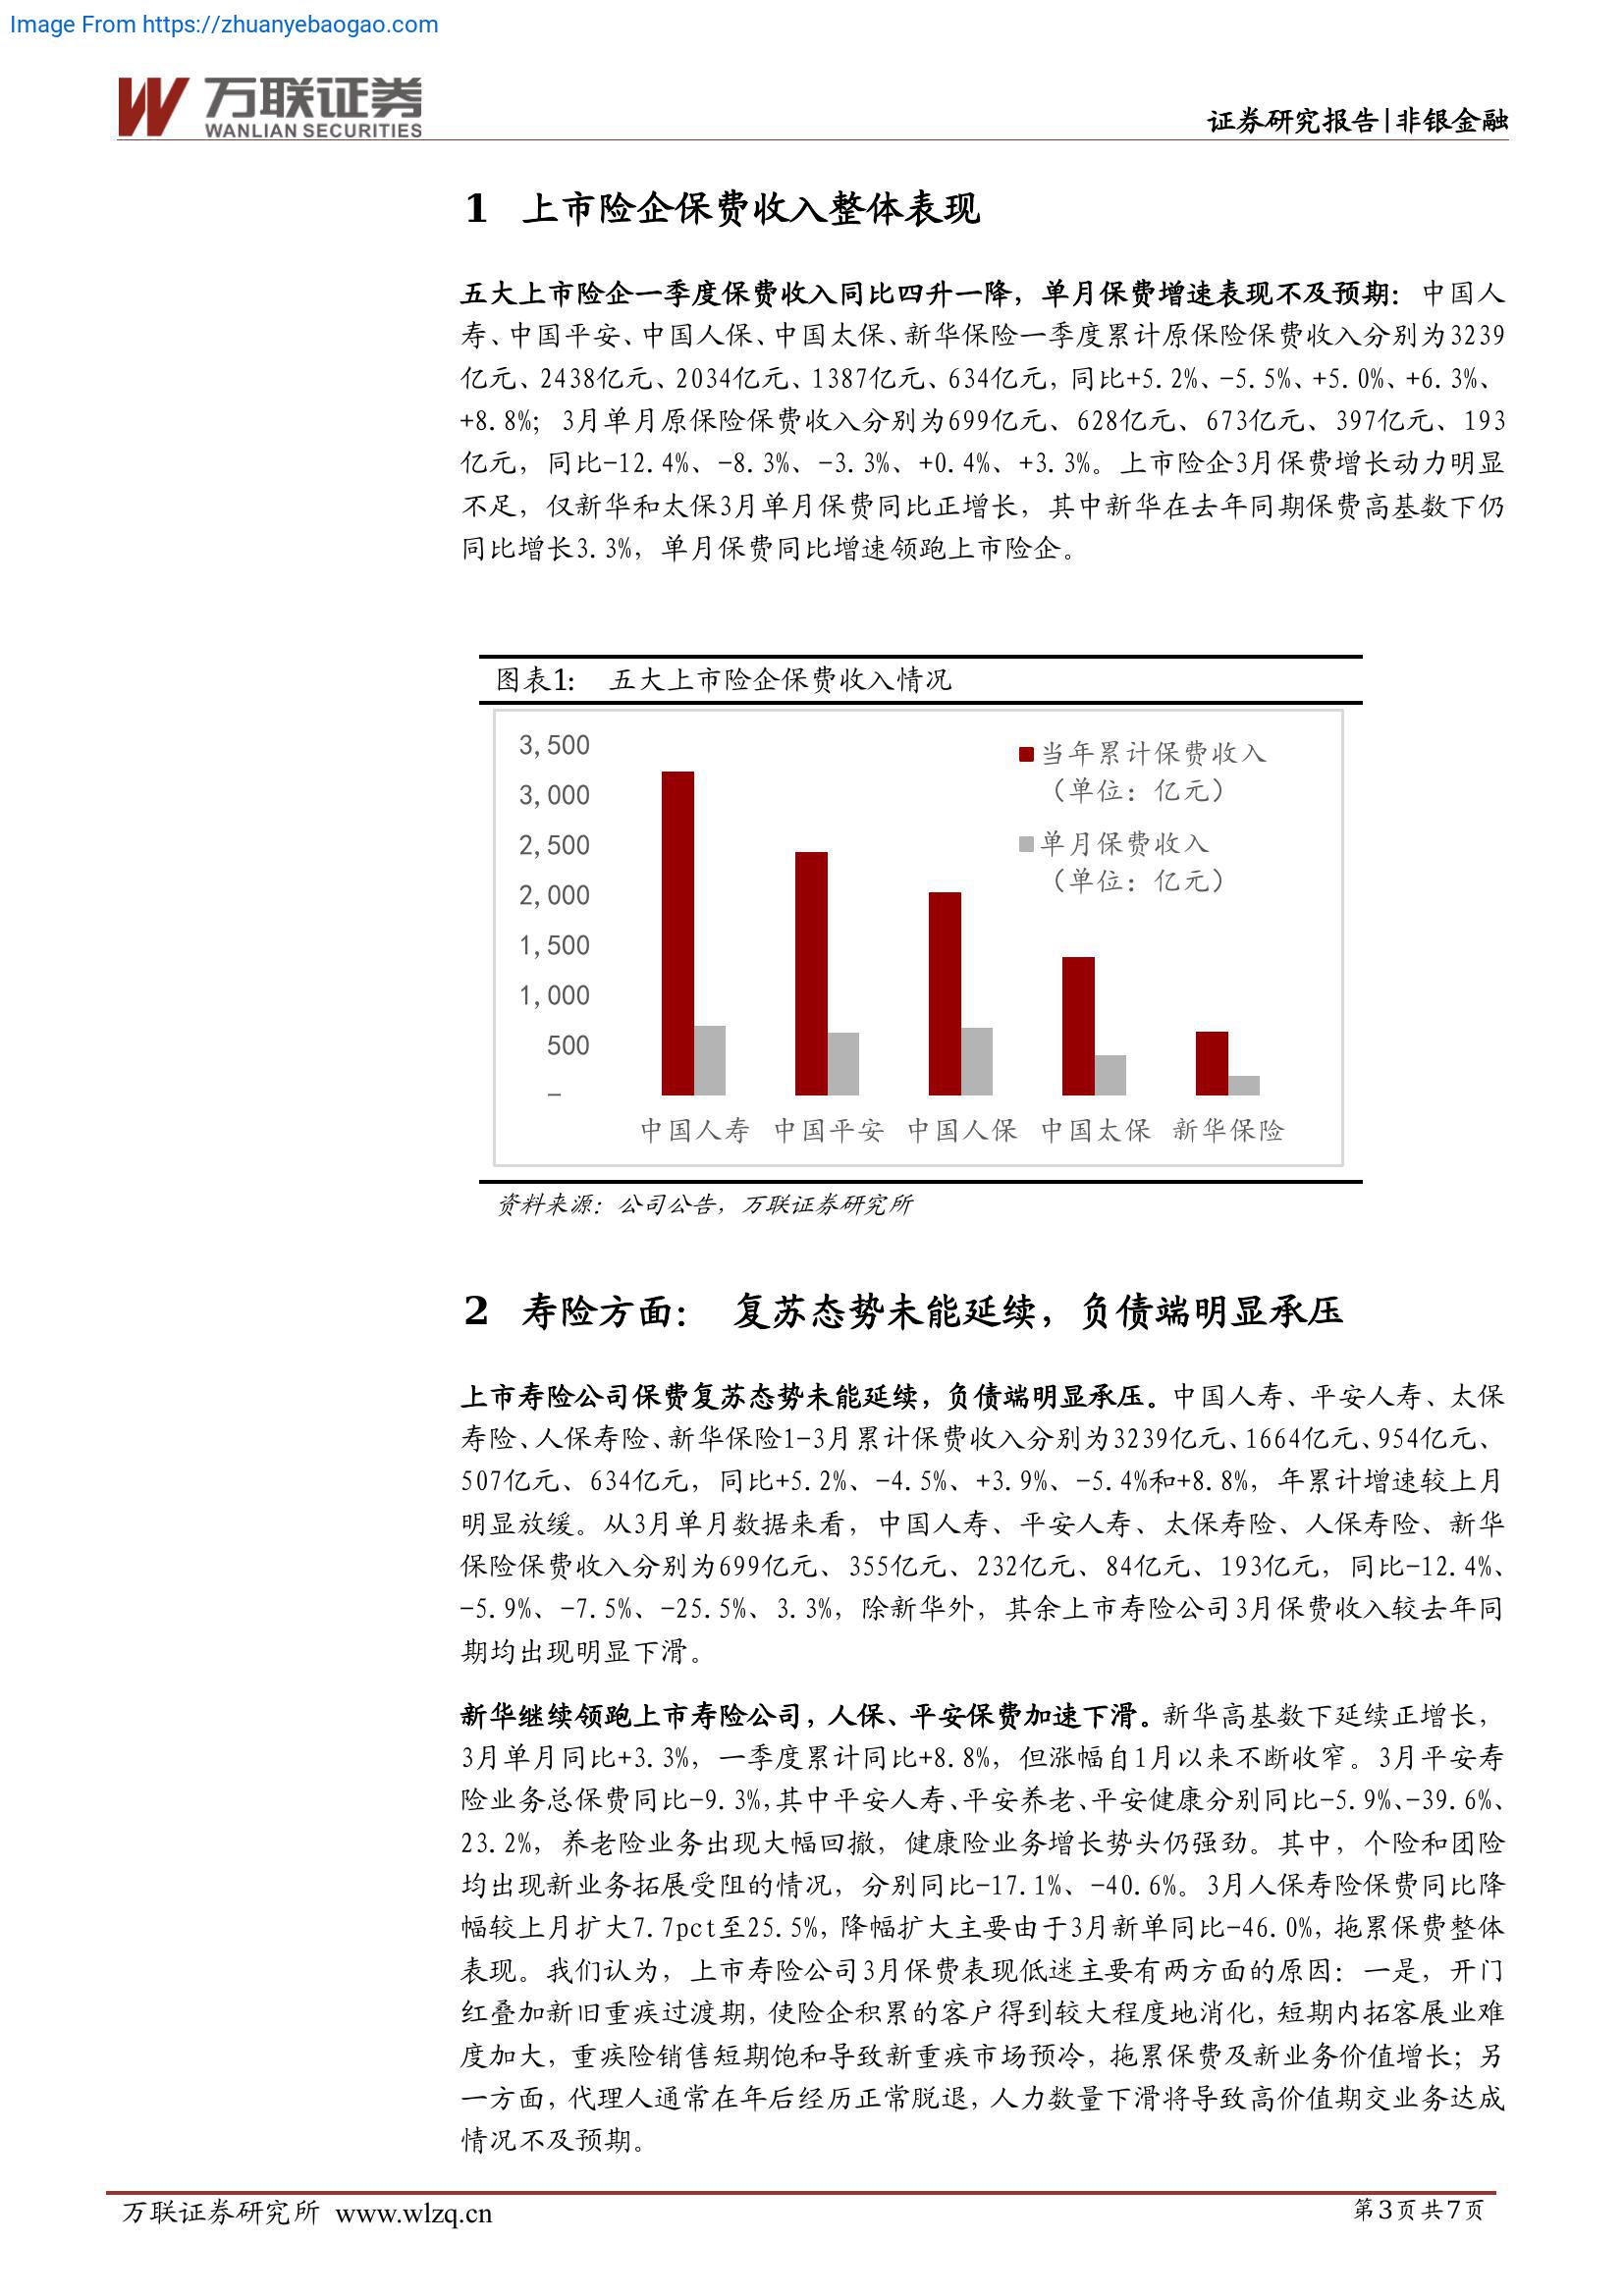 Image From https://zhuanyebaogao.com
万联证券
WANLIAN SECURITIES
证券研究报告|非银金融
1 上市险企保费收入整体表现
五大上市险企一季度保费收入同比四升一降，单月保费增速表现不及预期：中国人
寿、中国平安、中国人保、中国太保、新华保险一季度累计原保险保费收入分别为3239
亿元、2438亿元、2034亿元、1387亿元、634亿元，同比+5.2%、-5.5%、+5.0%、+6.3%、
+8.8%；3月单月原保险保费收入分别为699亿元、628亿元、673亿元、397亿元、193
亿元，同比-12.4%、-8.3%、-3.3%、+0.4%、+3.3%。上市险企3月保费增长动力明显
不足，仅新华和太保3月单月保费同比正增长，其中新华在去年同期保费高基数下仍
同比增长3.3%，单月保费同比增速领跑上市险企。
图表1： 五大上市险企保费收入情况
3,500
3,000
2,500
2,000
1,500
1,000
500
-
当年累计保费收入
（单位：亿元）
单月保费收入
（单位：亿元）
中国人寿 中国平安 中国人保 中国太保 新华保险
资料来源：公司公告，万联证券研究所
2 寿险方面： 复苏态势未能延续，负债端明显承压
上市寿险公司保费复苏态势未能延续，负债端明显承压。中国人寿、平安人寿、太保
寿险、人保寿险、新华保险1-3月累计保费收入分别为3239亿元、1664亿元、954亿元、
507亿元、634亿元，同比+5.2%、-4.5%、+3.9%、-5.4%和+8.8%，年累计增速较上月
明显放缓。从3月单月数据来看，中国人寿、平安人寿、太保寿险、人保寿险、新华
保险保费收入分别为699亿元、355亿元、232亿元、84亿元、193亿元，同比-12.4%、
-5.9%、-7.5%、-25.5%、3.3%，除新华外，其余上市寿险公司3月保费收入较去年同
期均出现明显下滑。
新华继续领跑上市寿险公司，人保、平安保费加速下滑。新华高基数下延续正增长，
3月单月同比+3.3%，一季度累计同比+8.8%，但涨幅自1月以来不断收窄。3月平安寿
险业务总保费同比-9.3%，其中平安人寿、平安养老、平安健康分别同比-5.9%、-39.6%、
23.2%，养老险业务出现大幅回撤，健康险业务增长势头仍强劲。其中，个险和团险
均出现新业务拓展受阻的情况，分别同比-17.1%、-40.6%。3月人保寿险保费同比降
幅较上月扩大7.7pct至25.5%，降幅扩大主要由于3月新单同比-46.0%，拖累保费整体
表现。我们认为，上市寿险公司3月保费表现低迷主要有两方面的原因：一是，开门
红叠加新旧重疾过渡期，使险企积累的客户得到较大程度地消化，短期内拓客展业难
度加大，重疾险销售短期饱和导致新重疾市场预冷，拖累保费及新业务价值增长；另
一方面，代理人通常在年后经历正常脱退，人力数量下滑将导致高价值期交业务达成
情况不及预期。
万联证券研究所 www.wlzq.cn
第3页共7页